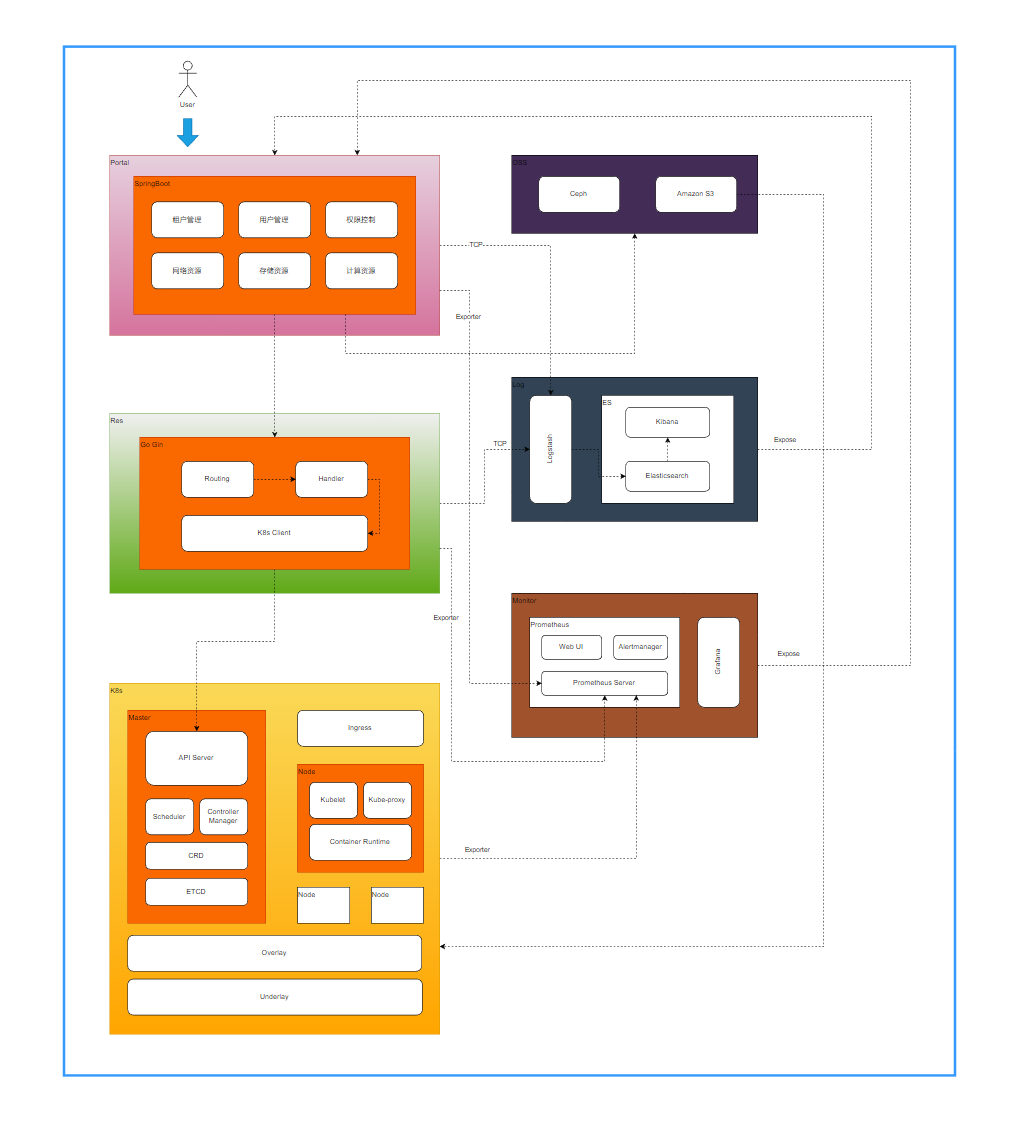 User
Portal
SpringBoot
租户管理
用户管理
权限控制
网络资源
存储资源
计算资源
OSS
Ceph
Amazon S3
TCP
Exporter
Res
Go Gin
Routing
Handler
K8s Client
TCP
Log
Logstash
ES
Kibana
Elasticsearch
Expose
Exporter
Monitor
Prometheus
Web UI
Alertmanager
Prometheus Server
Grafana
Expose
K8s
Master
API Server
Scheduler
Controller
Manager
CRD
ETCD
Ingress
Node
Kubelet
Kube-proxy
Container Runtime
Node
Node
Overlay
Underlay
Exporter